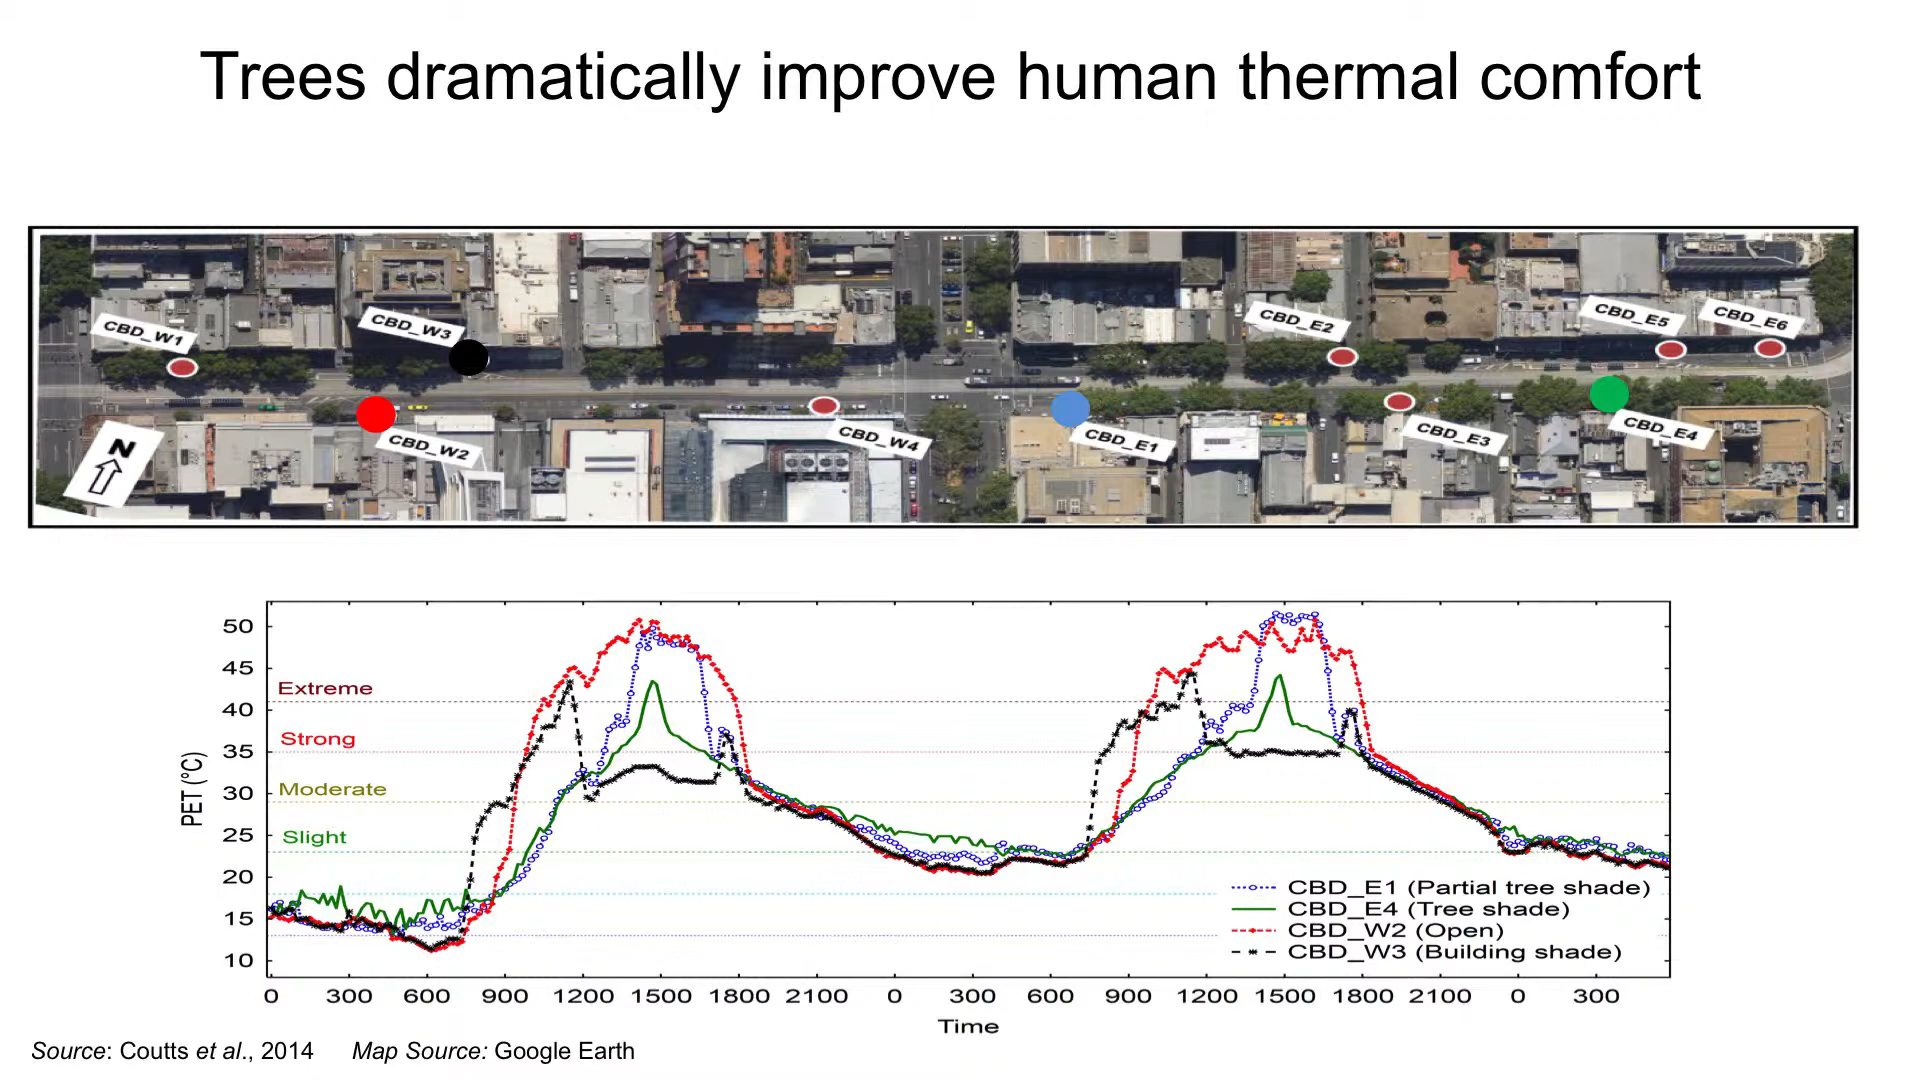 Trees dramatically improve human thermal comfort
CBD_W1
CBD_W3
CBD_E2
CBD_E5
CBD_E6
N
CBD_W2
CBD_W4
CBD_E1
CBD_E3
CBD_E4
PET (°C)
50
45
40
35
30
25
20
15
10
Extreme
Strong
Moderate
Slight
CBD_E1 (Partial tree shade)
CBD_E4 (Tree shade)
CBD_W2 (Open)
CBD_W3 (Building shade)
0 300 600 900 1200 1500 1800 2100 0 300 600 900 1200 1500 1800 2100 0 300
Time
Source: Coutts et al., 2014 Map Source: Google Earth